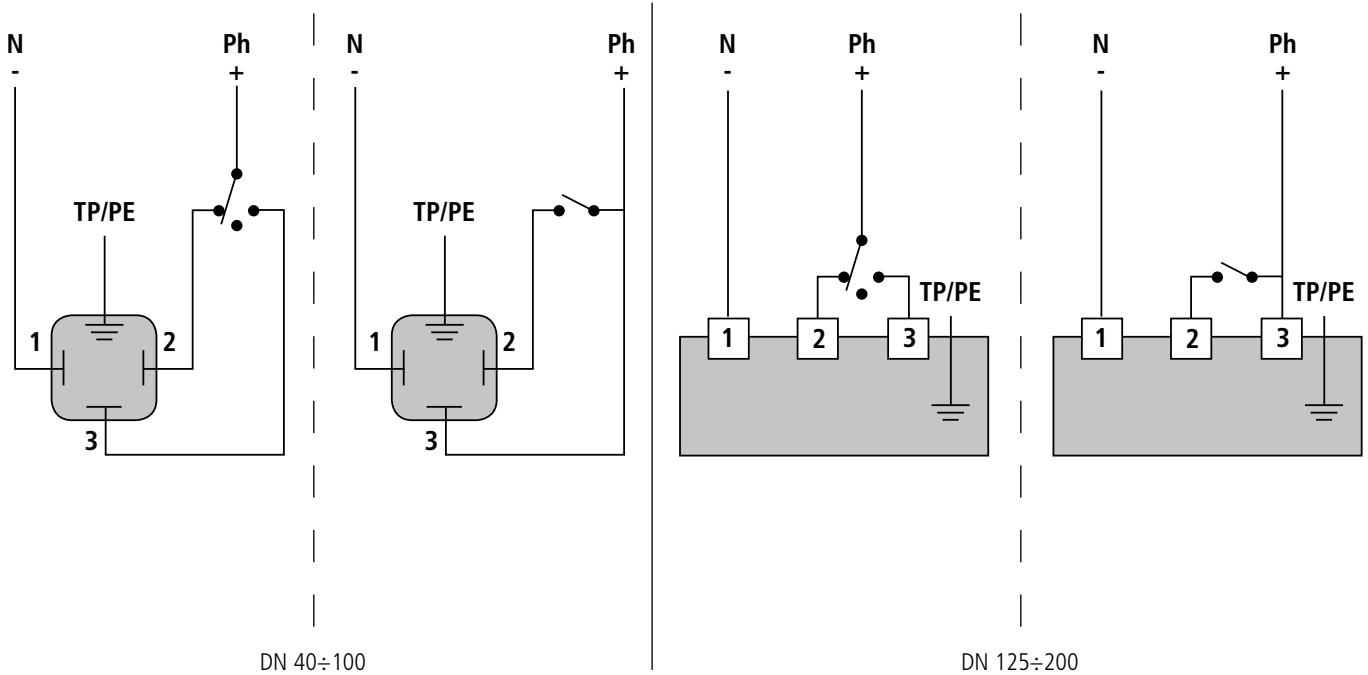 N Ph N Ph N Ph N Ph
- + - + - + - +
TP/PE TP/PE
TP/PE TP/PE
1 2 1 2 1 2 3 1 2 3
3 3
DN 40÷100 DN 125÷200